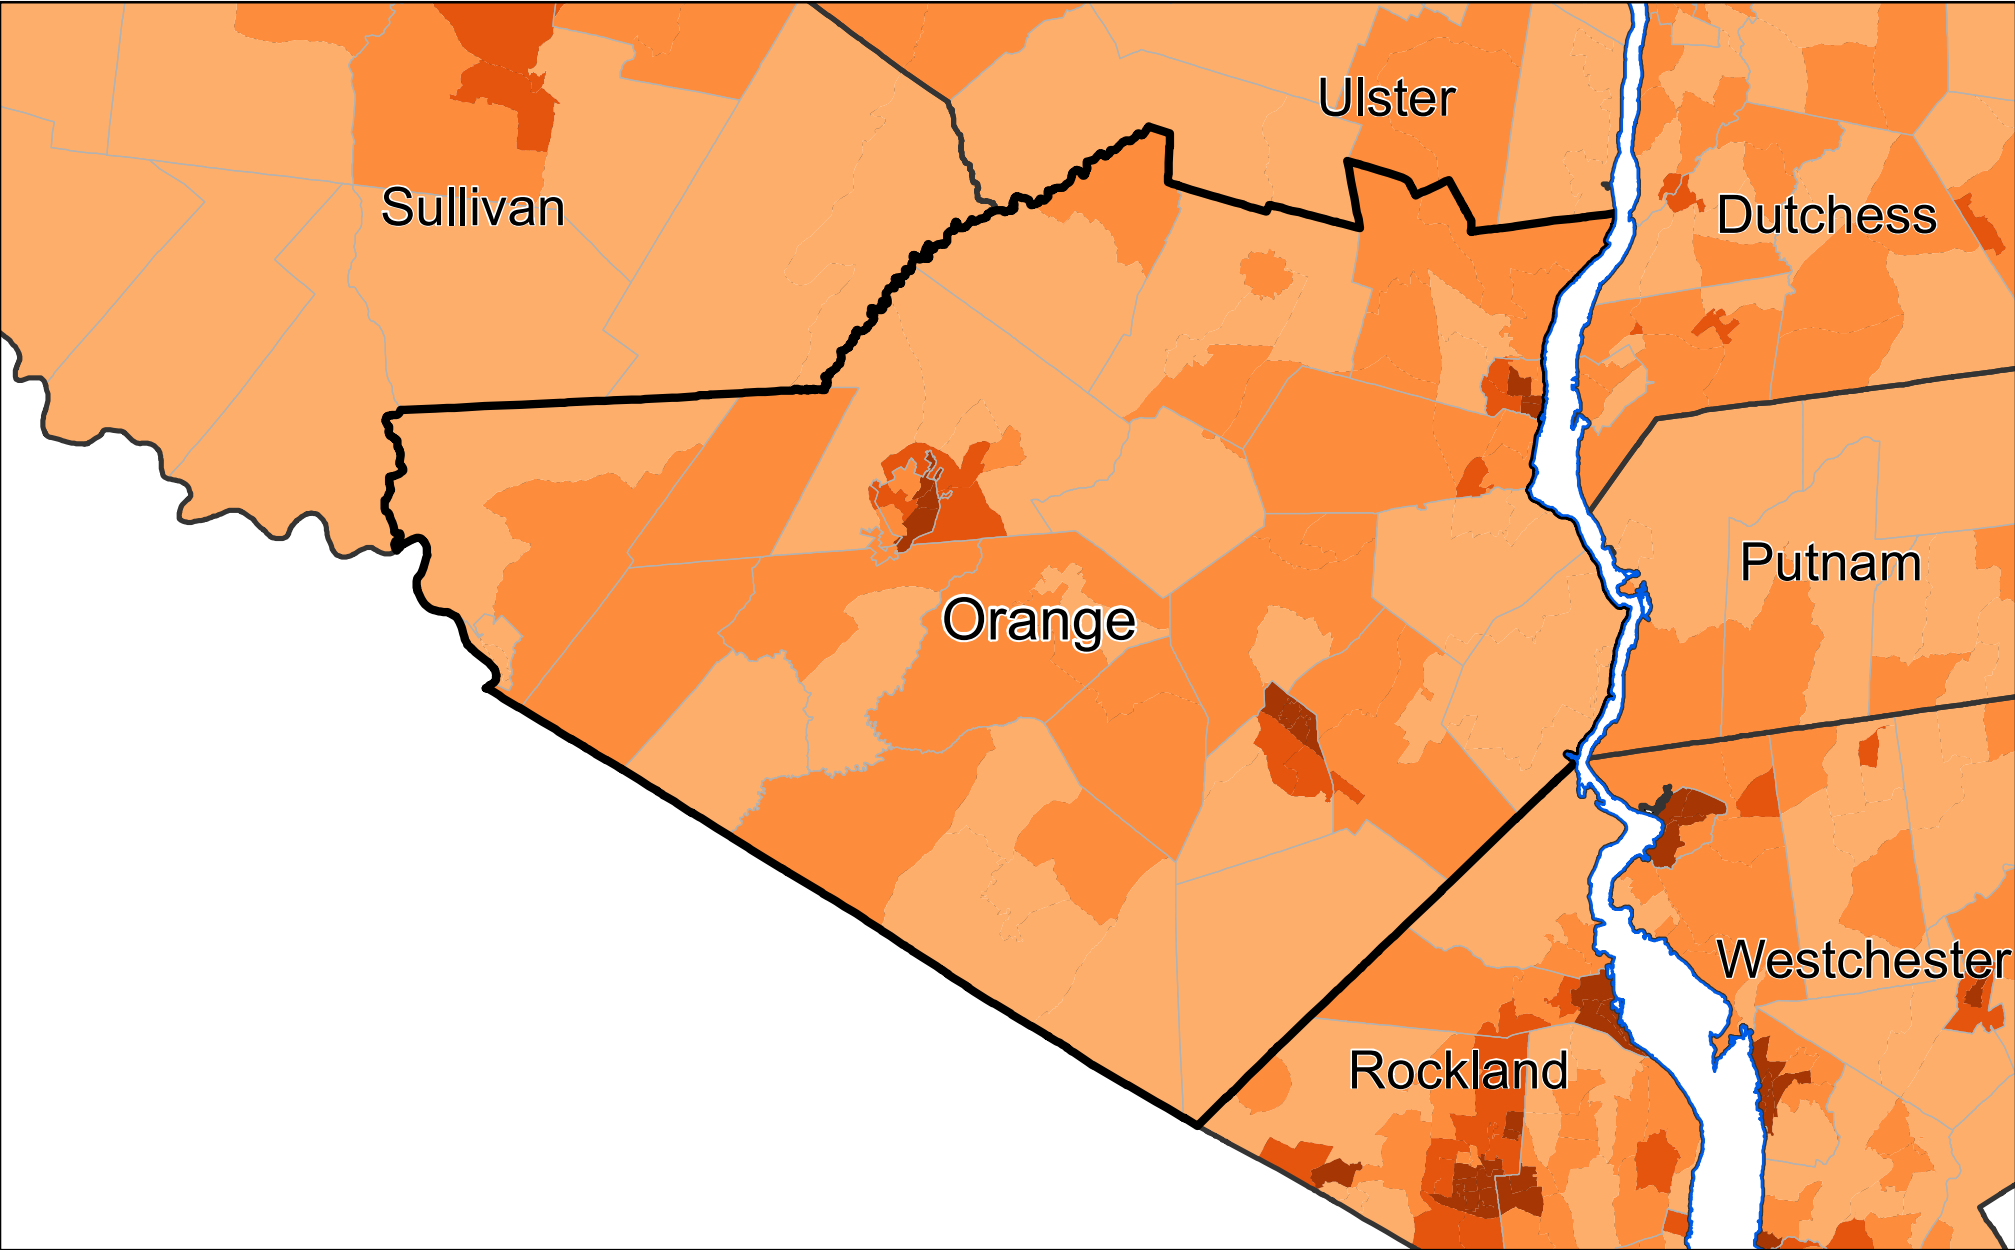 Ulster
Sullivan
Dutchess
Putnam
Orange
Westchester
Rockland